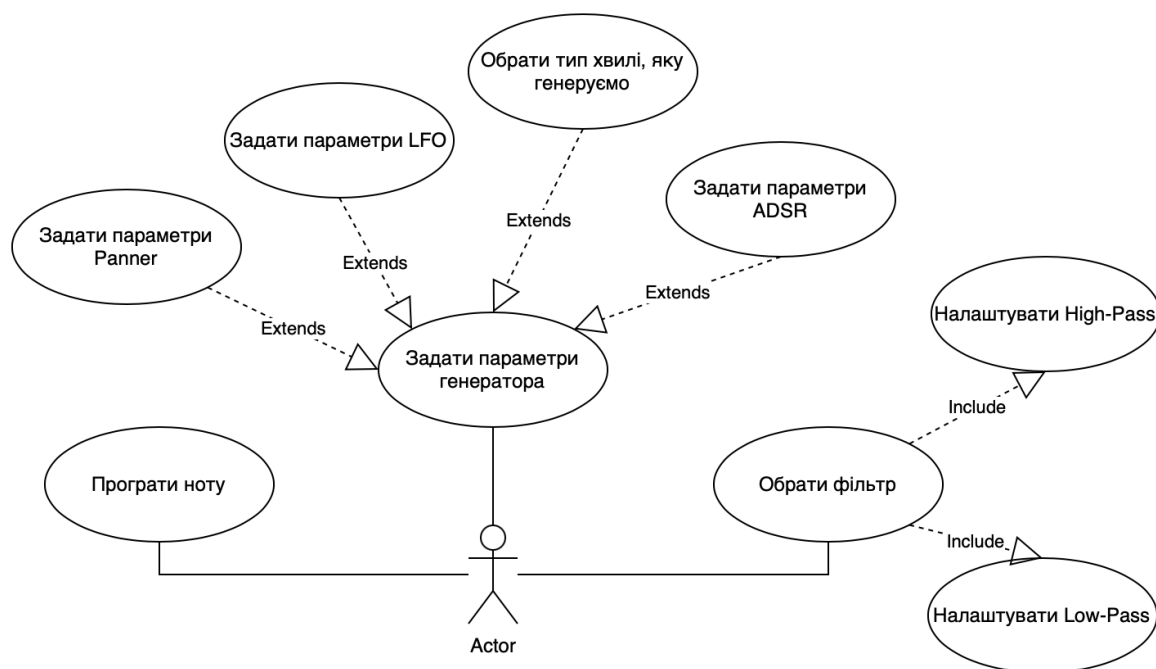 Обрати тип хвилі, яку
генеруємо
Задати параметри LFO
Задати параметри
ADSR
Задати параметри
Panner
Extends
Extends
Extends
Extends
Налаштувати High-Pass
Задати параметри
генератора
Include
Програти ноту
Обрати фільтр
Include
Налаштувати Low-Pass
Actor